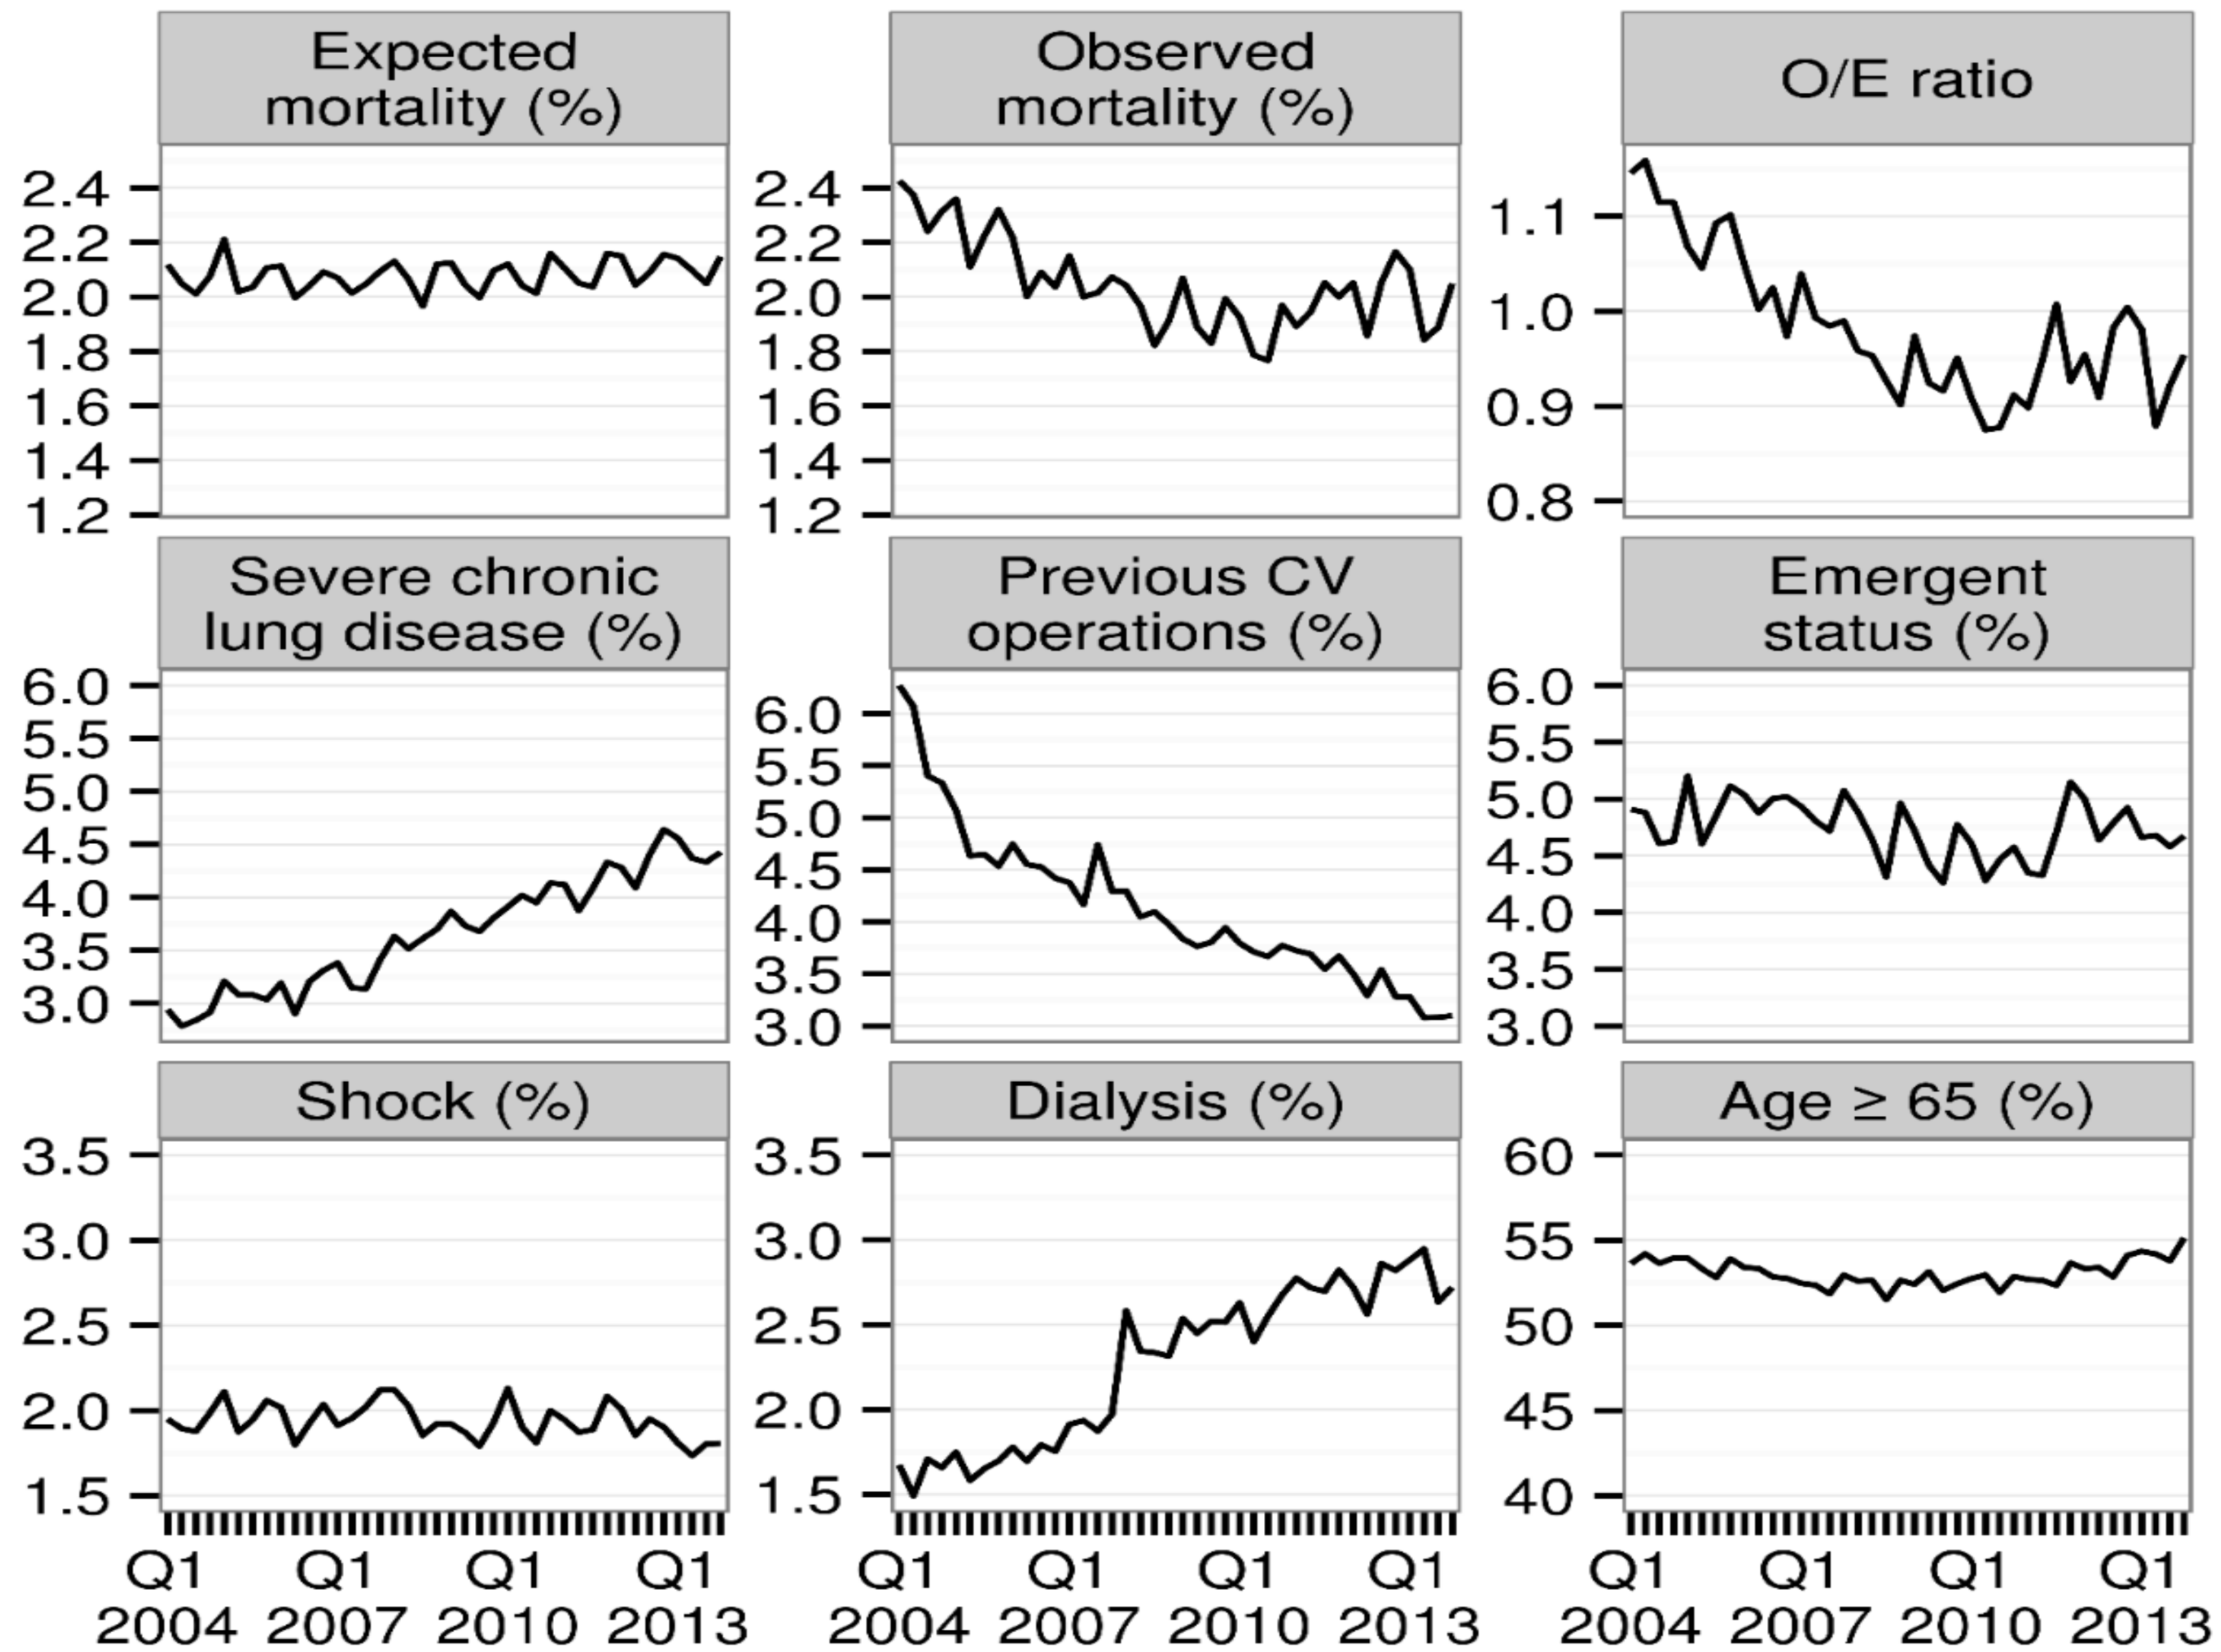 Expected
mortality (%)
Observed
mortality (%)
O/E ratio
2.4
2.2
2.0
1.8
1.6
1.4
1.2
2.4
2.2
2.0
1.8
1.6
1.4
1.2
1.1
1.0
0.9
0.8
Severe chronic
lung disease (%)
Previous CV
operations (%)
Emergent
status (%)
6.0
5.5
5.0
4.5
4.0
3.5
3.0
6.0
5.5
5.0
4.5
4.0
3.5
3.0
6.0
5.5
5.0
4.5
4.0
3.5
3.0
Shock (%)
Dialysis (%)
Age ≥ 65 (%)
3.5
3.0
2.5
2.0
1.5
3.5
3.0
2.5
2.0
1.5
60
55
50
45
40
Q1 Q1 Q1 Q1
2004 2007 2010 2013
Q1 Q1 Q1 Q1
2004 2007 2010 2013
Q1 Q1 Q1 Q1
2004 2007 2010 2013